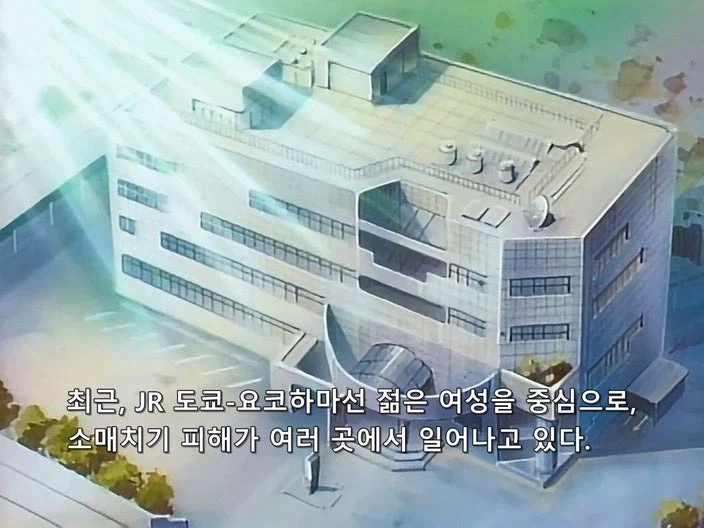 최근, JR 도쿄-요코하마선 젊은 여성을 중심으로,
소매치기 피해가 여러 곳에서 일어나고 있다.